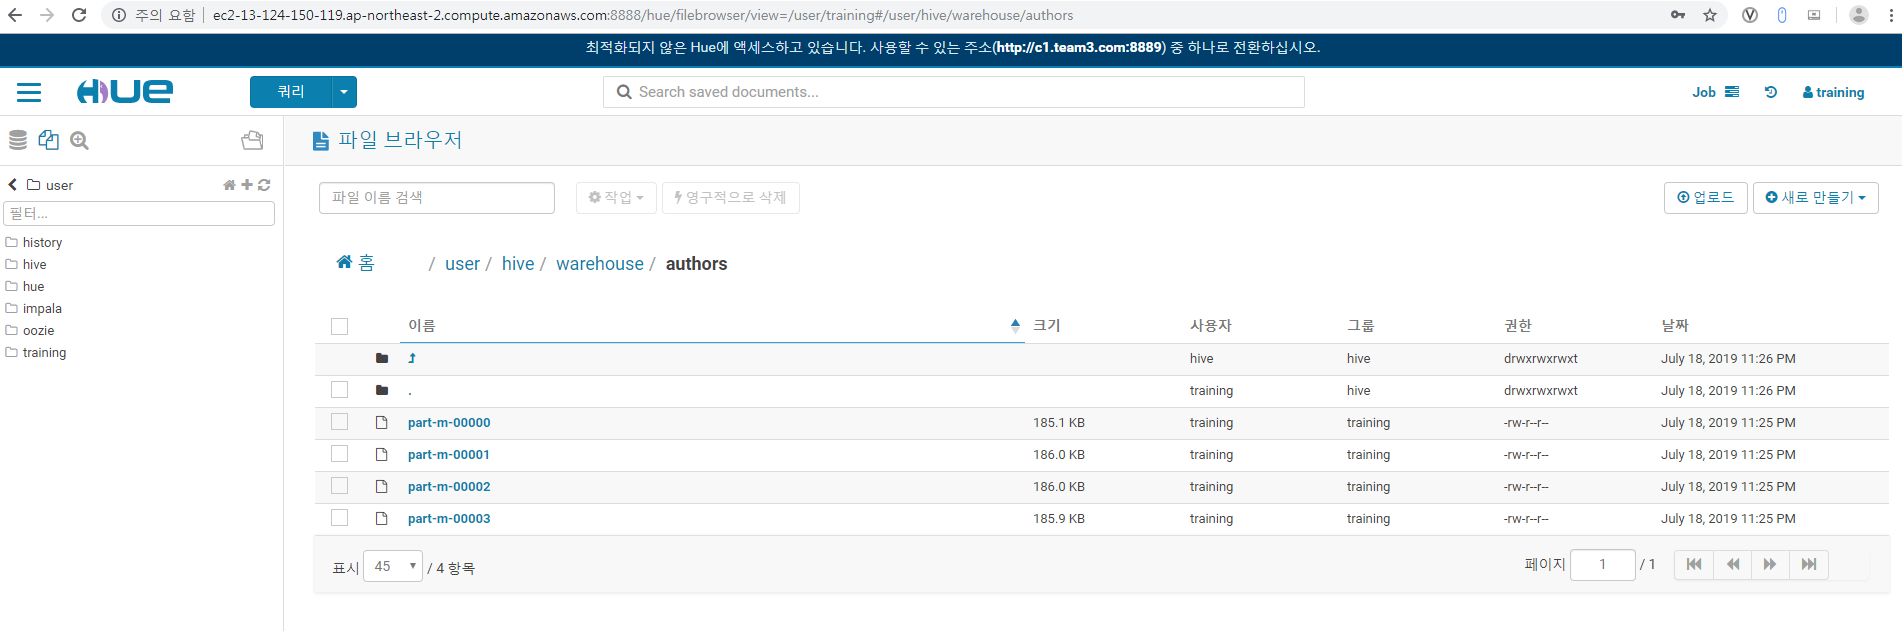 주의 요함 ec2-13-124-150-119.ap-northeast-2.compute.amazonaws.com:8888/hue/filebrowser/view=/user/training#/user/hive/warehouse/authors
최적화되지 않은 Hue에 액세스하고 있습니다. 사용할 수 있는 주소(http://c1.team3.com:8889) 중 하나로 전환하십시오.
HUE 쿼리 Search saved documents... Job training
파일 브라우저
user
필터...
history
hive
hue
impala
oozie
training
파일 이름 검색 작업 영구적으로 삭제 업로드 새로 만들기
홈 / user / hive / warehouse / authors
이름 크기 사용자 그룹 권한 날짜
hive hive drwxrwxrwxt July 18, 2019 11:26 PM
. training hive drwxrwxrwxt July 18, 2019 11:26 PM
part-m-00000 185.1 KB training training -rw-r--r-- July 18, 2019 11:25 PM
part-m-00001 186.0 KB training training -rw-r--r-- July 18, 2019 11:25 PM
part-m-00002 186.0 KB training training -rw-r--r-- July 18, 2019 11:25 PM
part-m-00003 185.9 KB training training -rw-r--r-- July 18, 2019 11:25 PM
표시 45 / 4 항목 페이지 1 / 1